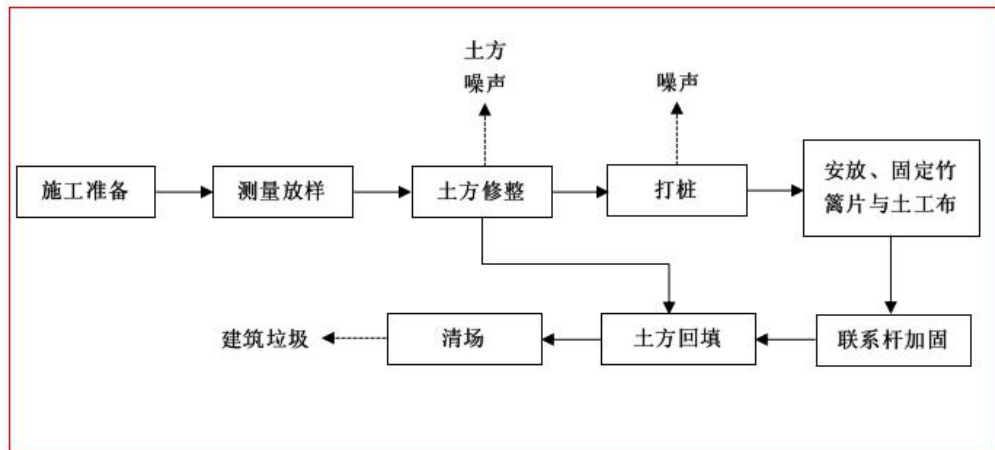 土方
噪声
噪声
施工准备
测量放样
土方修整
打桩
安放、固定竹
篱片与土工布
建筑垃圾
清场
土方回填
联系杆加固